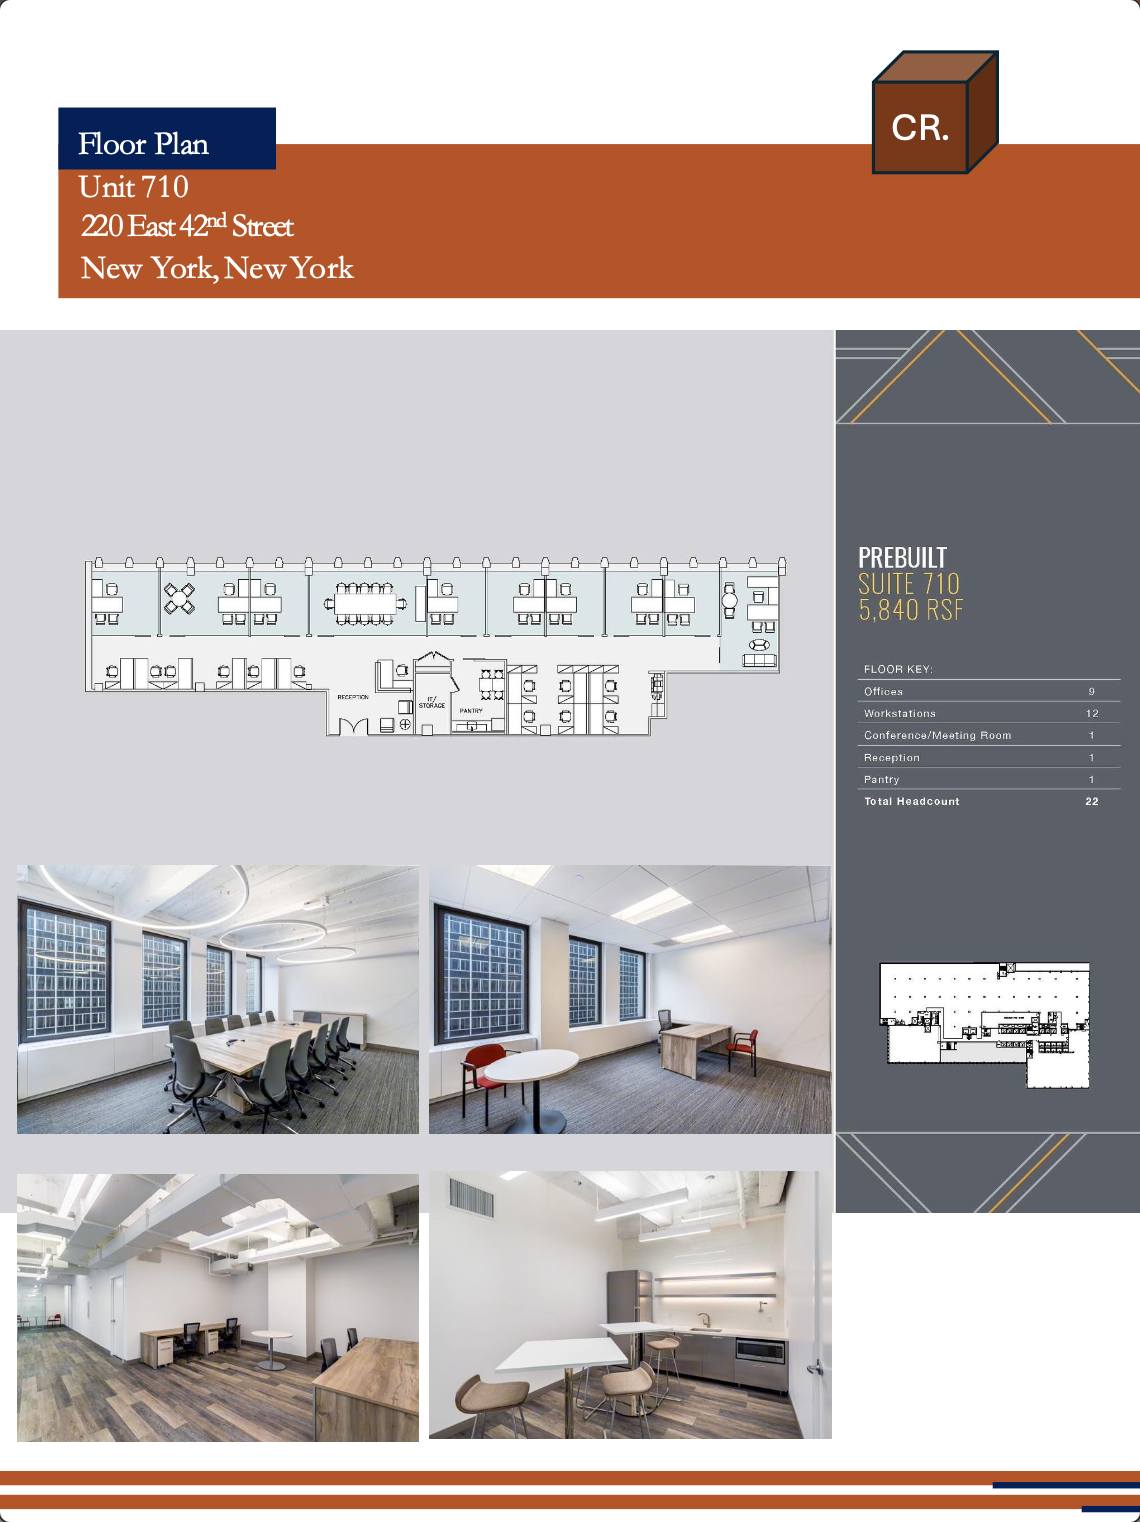 CR.
Floor Plan
Unit 710
220 East 42nd Street
New York, New York
RECEPTION
IT/
STORAGE
PANTRY
PREBUILT
SUITE 710
5,840 RSF
FLOOR KEY:
Offices 9
Workstations 12
Conference/Meeting Room 1
Reception 1
Pantry 1
Total Headcount 22